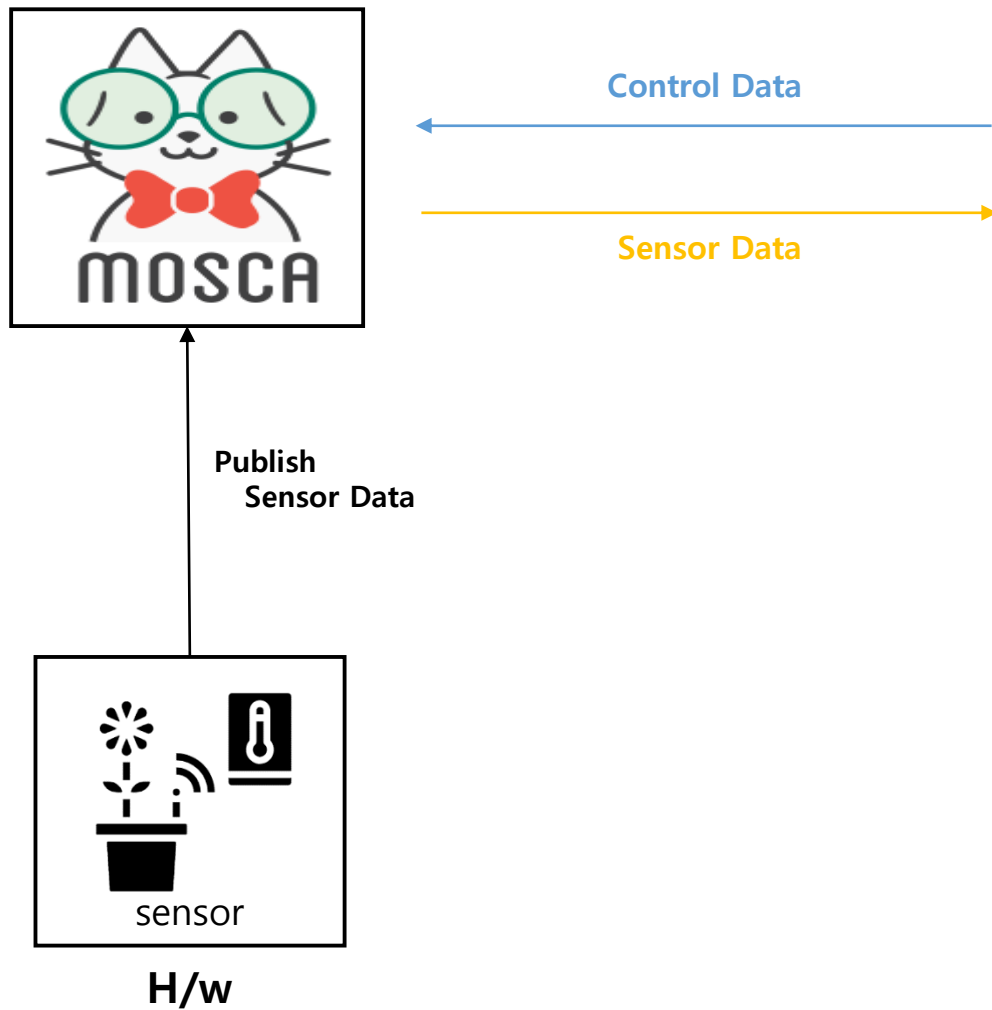 Control Data
Sensor Data
MOSCA
Publish
Sensor Data
sensor
H/w